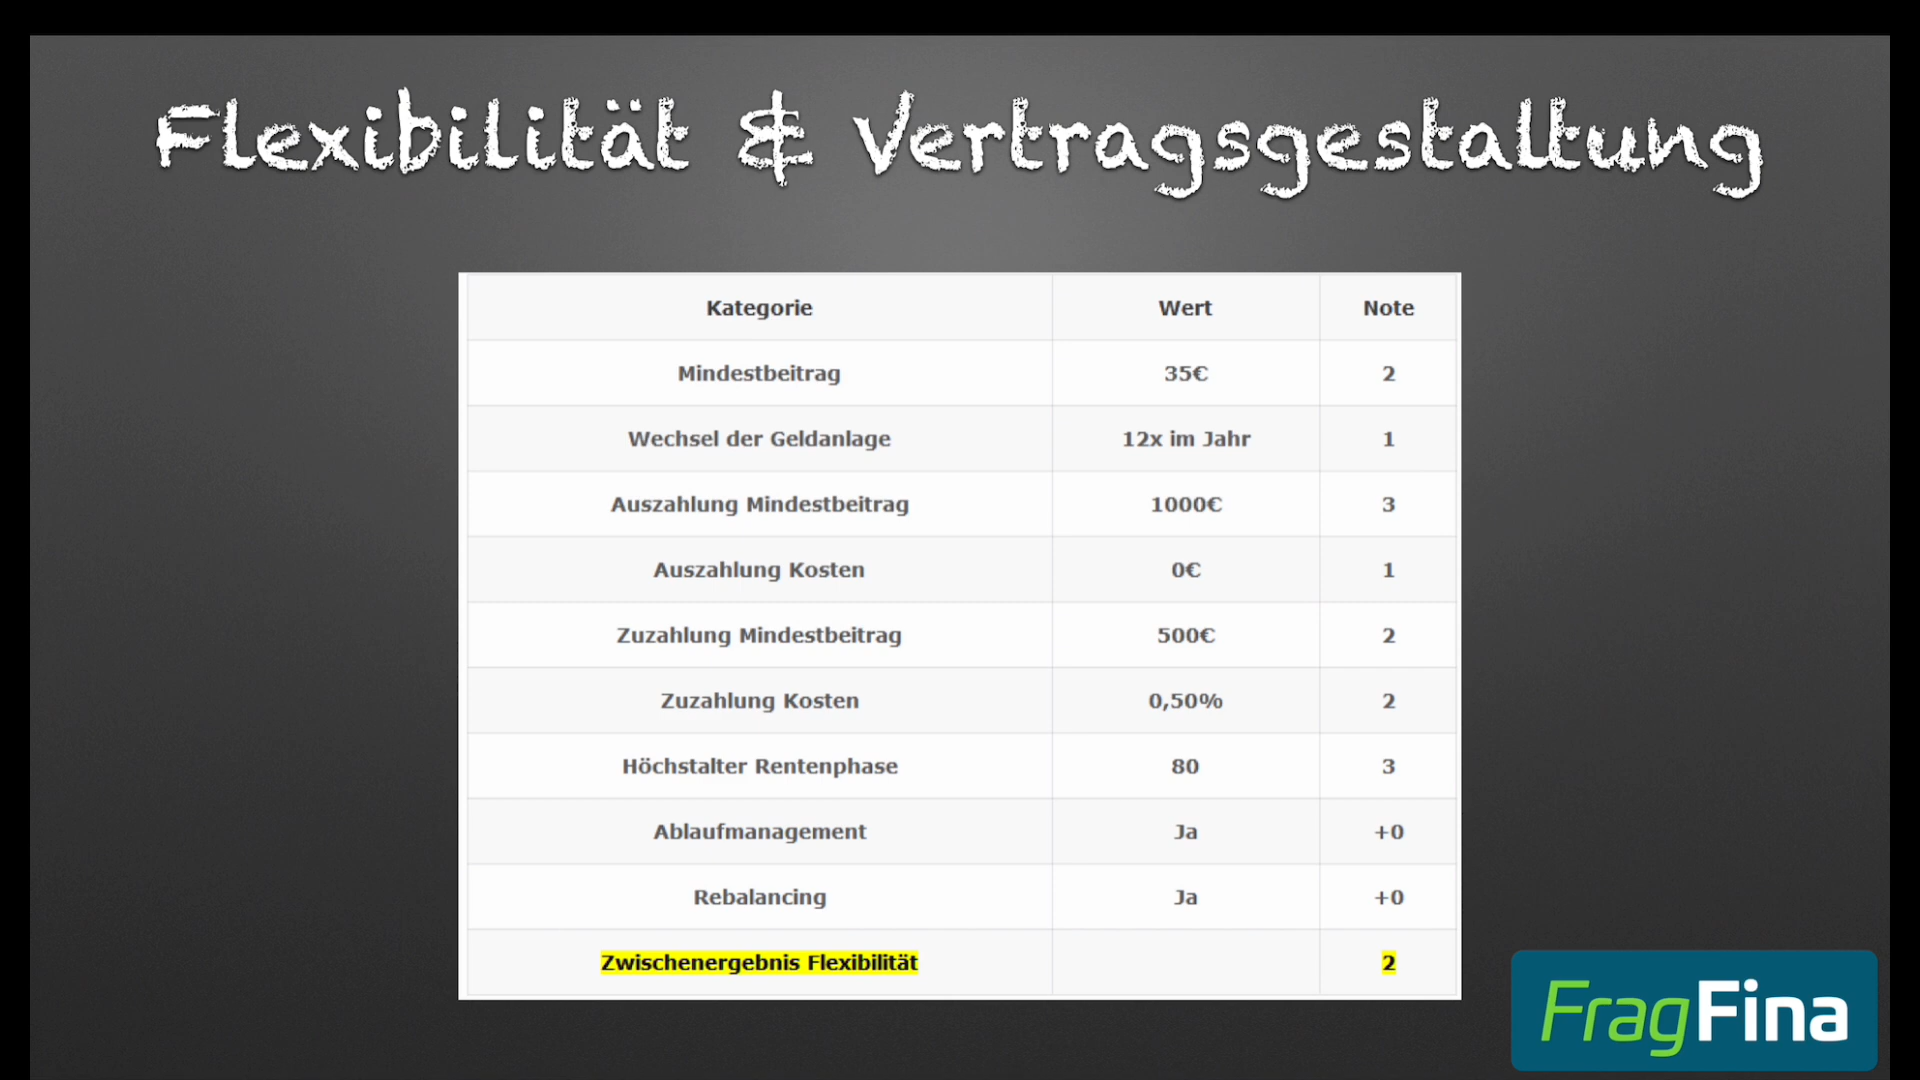 Flexibilität & Vertragsgestaltung
Kategorie Wert Note
Mindestbeitrag 35€ 2
Wechsel der Geldanlage 12x im Jahr 1
Auszahlung Mindestbeitrag 1000€ 3
Auszahlung Kosten 0€ 1
Zuzahlung Mindestbeitrag 500€ 2
Zuzahlung Kosten 0,50% 2
Höchstalter Rentenphase 80 3
Ablaufmanagement Ja +0
Rebalancing Ja +0
Zwischenergebnis Flexibilität 2
FragFina